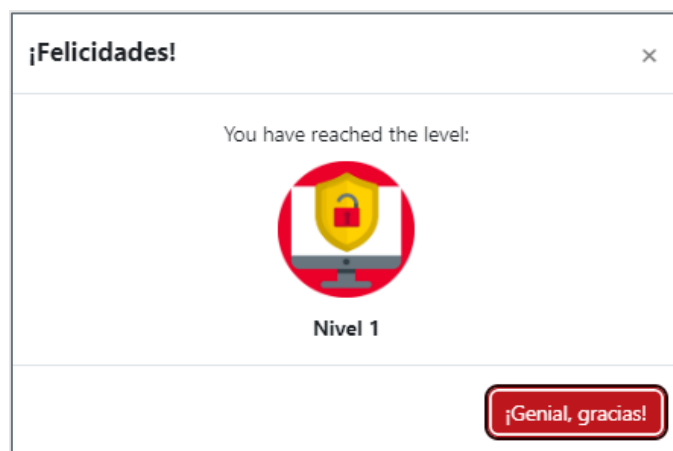 ¡Felicidades!
×
You have reached the level:
Nivel 1
¡Genial, gracias!